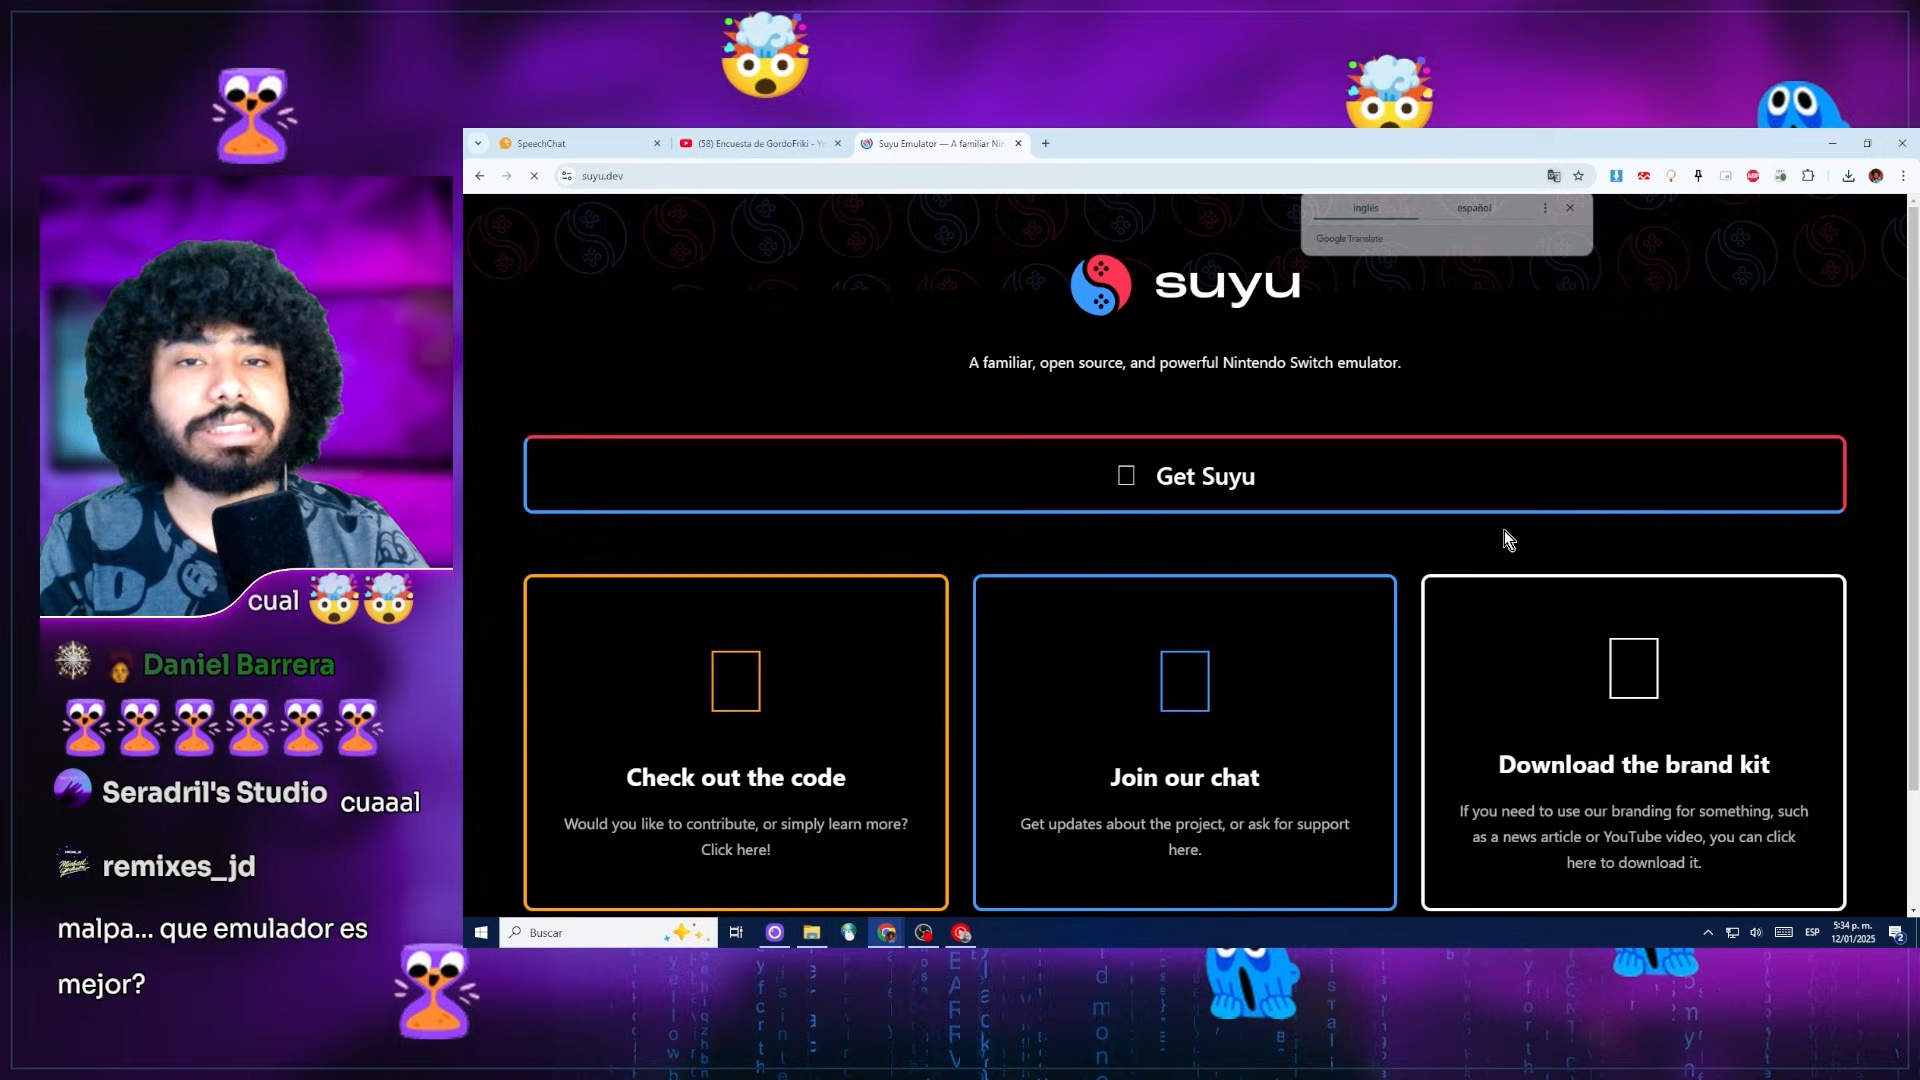 SpeechChat
(58) Encuesta de GordoFriki - Yo
Suyu Emulator — A familiar Nin
suyu.dev
inglés
español
Google Translate
suyu
A familiar, open source, and powerful Nintendo Switch emulator.
Get Suyu
Check out the code
Would you like to contribute, or simply learn more?
Click here!
Join our chat
Get updates about the project, or ask for support
here.
Download the brand kit
If you need to use our branding for something, such
as a news article or YouTube video, you can click
here to download it.
Buscar
ESP
5:34 p. m.
12/01/2025
2
cual
Daniel Barrera
Seradril's Studio
cuaaal
remixes_jd
malpa... que emulador es
mejor?